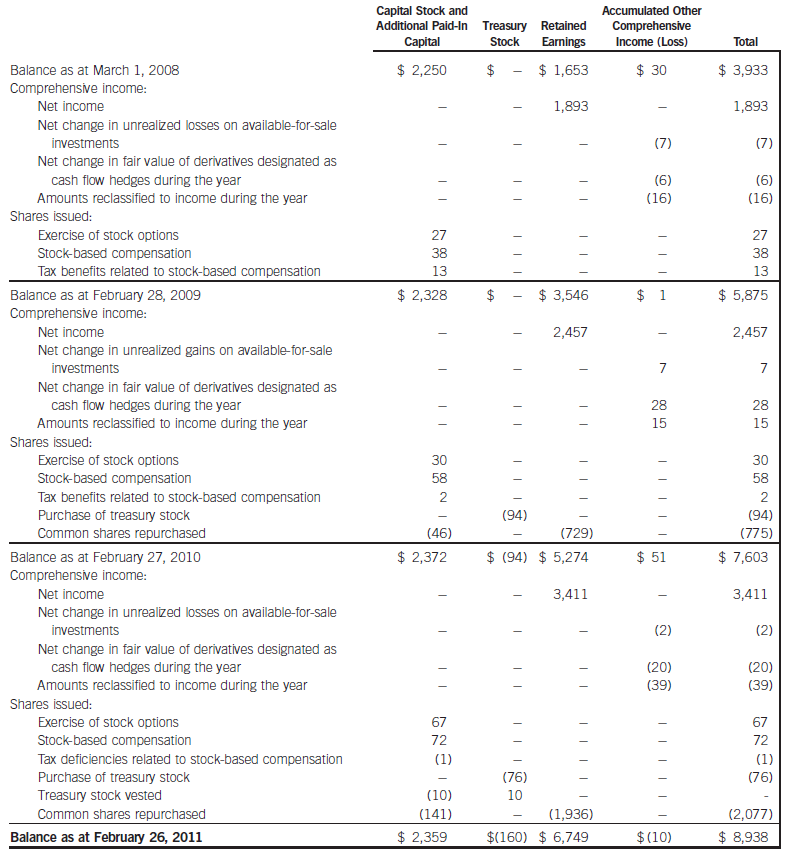 Capital Stock and Accumulated Other
Additional Paid-In Treasury Retained Comprehensive
Capital Stock Earnings Income (Loss) Total
Balance as at March 1, 2008 $ 2,250 $ – $ 1,653 $ 30 $ 3,933
Comprehensive income:
Net income – – 1,893 – 1,893
Net change in unrealized losses on available-for-sale
investments – – – (7) (7)
Net change in fair value of derivatives designated as
cash flow hedges during the year – – – (6) (6)
Amounts reclassified to income during the year – – – (16) (16)
Shares issued:
Exercise of stock options 27 – – – 27
Stock-based compensation 38 – – – 38
Tax benefits related to stock-based compensation 13 – – – 13
Balance as at February 28, 2009 $ 2,328 $ – $ 3,546 $ 1 $ 5,875
Comprehensive income:
Net income – – 2,457 – 2,457
Net change in unrealized gains on available-for-sale
investments – – – 7 7
Net change in fair value of derivatives designated as
cash flow hedges during the year – – – 28 28
Amounts reclassified to income during the year – – – 15 15
Shares issued:
Exercise of stock options 30 – – – 30
Stock-based compensation 58 – – – 58
Tax benefits related to stock-based compensation 2 – – – 2
Purchase of treasury stock – (94) – – (94)
Common shares repurchased (46) – (729) – (775)
Balance as at February 27, 2010 $ 2,372 $ (94) $ 5,274 $ 51 $ 7,603
Comprehensive income:
Net income – – 3,411 – 3,411
Net change in unrealized losses on available-for-sale
investments – – – (2) (2)
Net change in fair value of derivatives designated as
cash flow hedges during the year – – – (20) (20)
Amounts reclassified to income during the year – – – (39) (39)
Shares issued:
Exercise of stock options 67 – – – 67
Stock-based compensation 72 – – – 72
Tax deficiencies related to stock-based compensation (1) – – – (1)
Purchase of treasury stock – (76) – – (76)
Treasury stock vested (10) 10 – – -
Common shares repurchased (141) – (1,936) – (2,077)
Balance as at February 26, 2011 $ 2,359 $(160) $ 6,749 $(10) $ 8,938